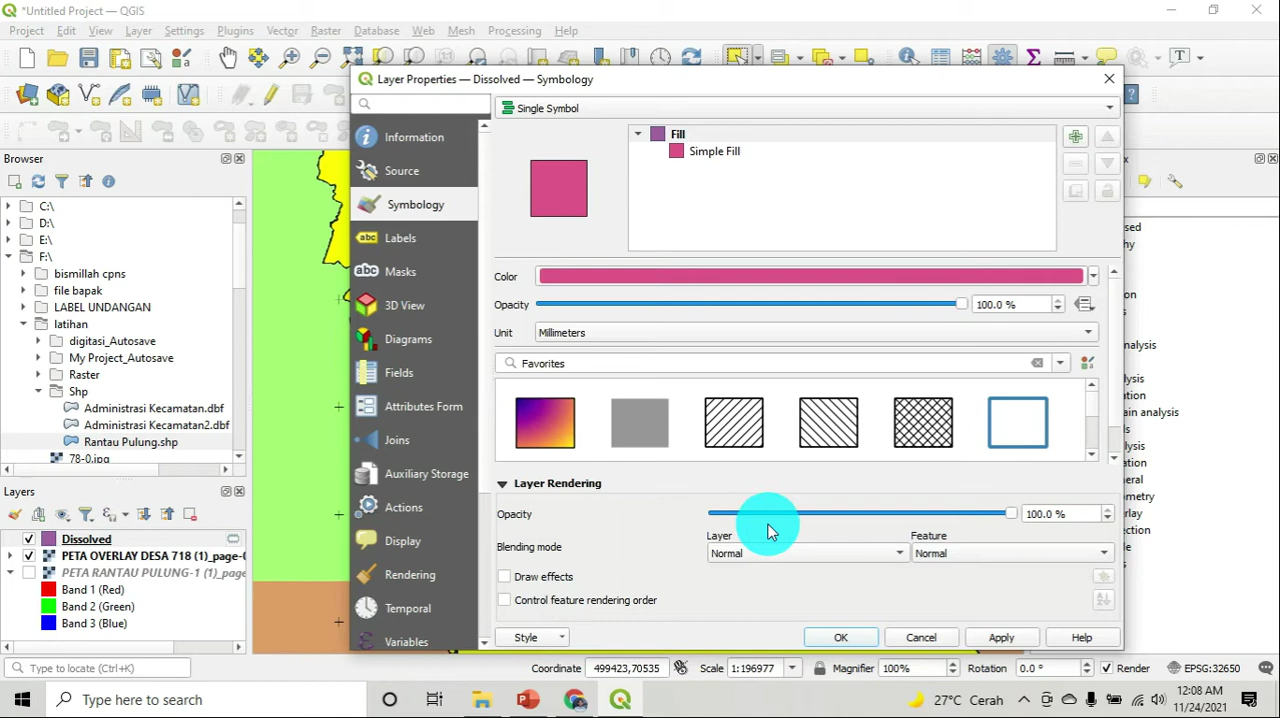 *Untitled Project — QGIS
Project Edit View Layer Settings Plugins Vector Raster Database Web Mesh Processing Help
Layer Properties — Dissolved — Symbology
Single Symbol
Information
Source
Symbology
Labels
Masks
3D View
Diagrams
Fields
Attributes Form
Joins
Auxiliary Storage
Actions
Display
Rendering
Temporal
Variables
Fill
Simple Fill
Color
Opacity 100.0 %
Unit Millimeters
Favorites
Layer Rendering
Opacity 100.0 %
Layer Feature
Blending mode Normal Normal
Draw effects
Control feature rendering order
Style OK Cancel Apply Help
Browser
C:\
D:\
E:\
F:\
bismillah cpns
file bapak
LABEL UNDANGAN
latihan
digitasi_Autosave
My Project_Autosave
Raster
Shp
Administrasi Kecamatan.dbf
Administrasi Kecamatan2.dbf
Rantau Pulung.shp
78-0.jpg
Layers
Dissolved
PETA OVERLAY DESA 718 (1)_page-0
PETA RANTAU PULUNG-1 (1)_page
Band 1 (Red)
Band 2 (Green)
Band 3 (Blue)
Type to locate (Ctrl+K)
Coordinate 499423,70535 Scale 1:196977 Magnifier 100% Rotation 0.0 ° Render EPSG:32650
Type here to search
27°C Cerah
12:08 AM
11/24/2021